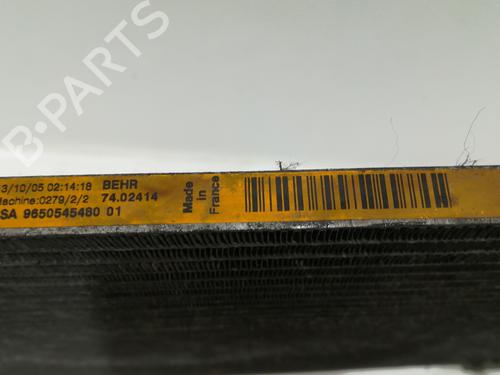 B-PARTS
3/10/05 02:14:18 BEHR
achine:0279/2/2 74.02414
SA 9650545480 01
Made
in
France